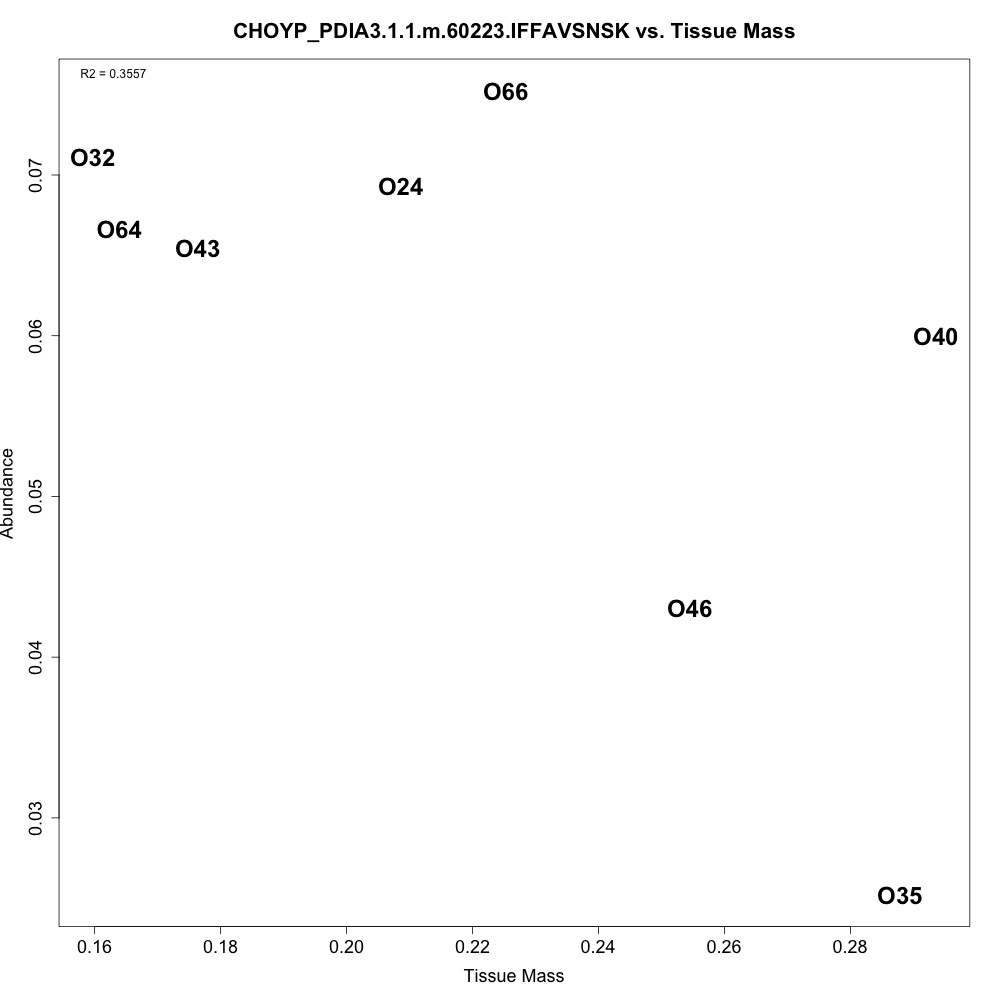 CHOYP_PDIA3.1.1.m.60223.IFFAVSNSK vs. Tissue Mass
R2 = 0.3557
O66
O32
O24
O64
O43
O40
O46
O35
0.07
0.06
0.05
0.04
0.03
Abundance
0.16 0.18 0.20 0.22 0.24 0.26 0.28
Tissue Mass